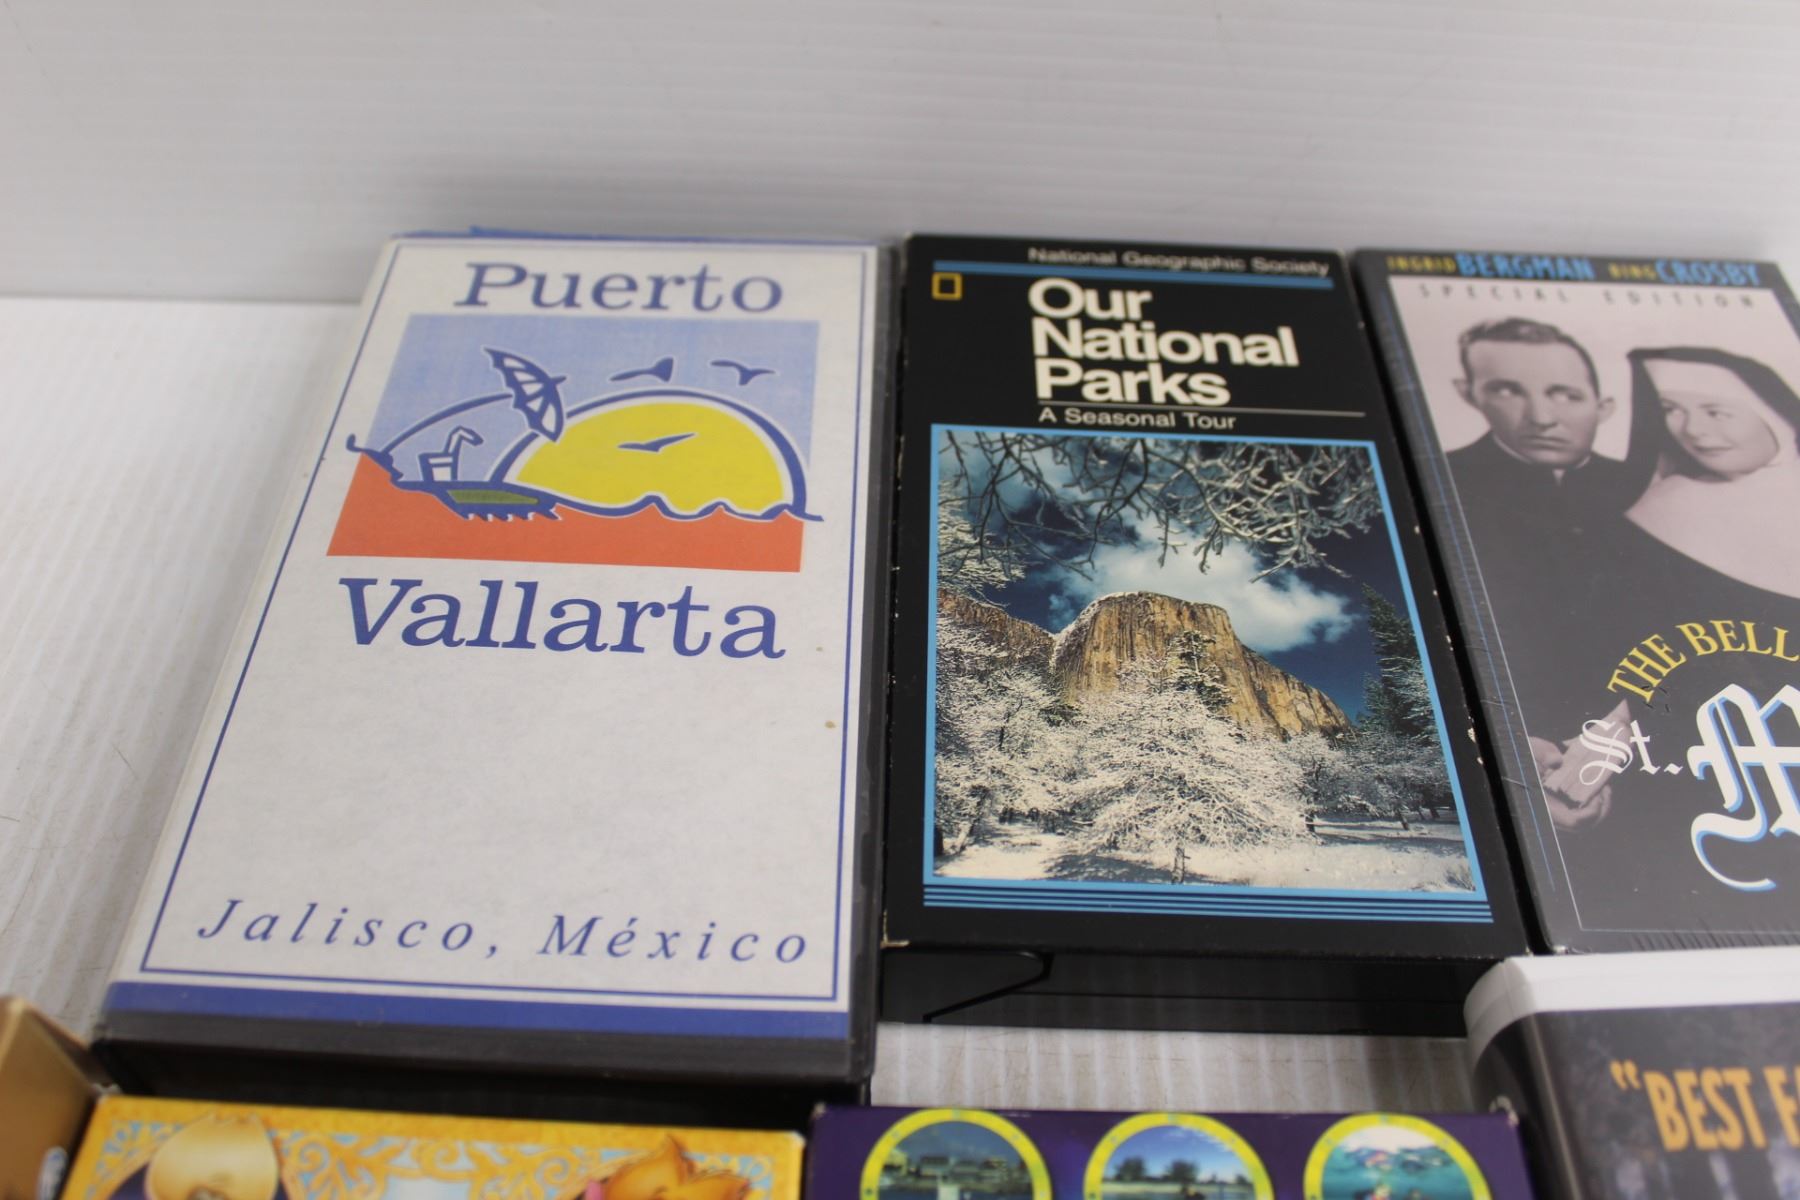 Puerto
Vallarta
Jalisco, México
National Geographic Society
Our
National
Parks
A Seasonal Tour
INGRID BERGMAN BING CROSBY
SPECIAL EDITION
THE BELL
St. M
"BEST